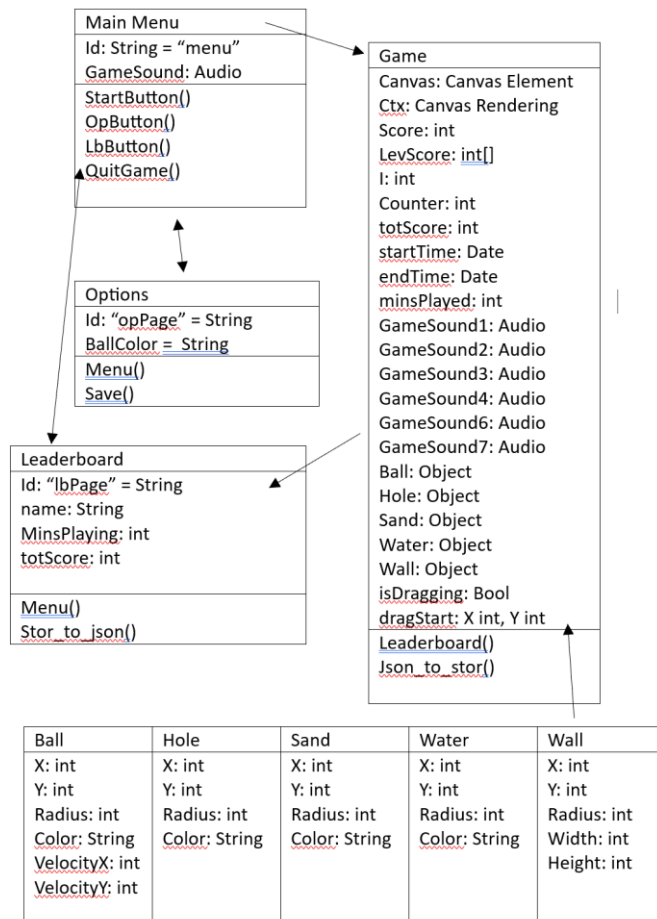 Main Menu
Id: String = “menu”
GameSound: Audio
StartButton()
OpButton()
LbButton()
QuitGame()
Options
Id: “opPage” = String
BallColor = String
Menu()
Save()
Leaderboard
Id: “lbPage” = String
name: String
MinsPlaying: int
totScore: int
Menu()
Stor_to_json()
Game
Canvas: Canvas Element
Ctx: Canvas Rendering
Score: int
LevScore: int[]
I: int
Counter: int
totScore: int
startTime: Date
endTime: Date
minsPlayed: int
GameSound1: Audio
GameSound2: Audio
GameSound3: Audio
GameSound4: Audio
GameSound6: Audio
GameSound7: Audio
Ball: Object
Hole: Object
Sand: Object
Water: Object
Wall: Object
isDragging: Bool
dragStart: X int, Y int
Leaderboard()
Json_to_stor()
Ball
X: int
Y: int
Radius: int
Color: String
VelocityX: int
VelocityY: int
Hole
X: int
Y: int
Radius: int
Color: String
Sand
X: int
Y: int
Radius: int
Color: String
Water
X: int
Y: int
Radius: int
Color: String
Wall
X: int
Y: int
Radius: int
Width: int
Height: int